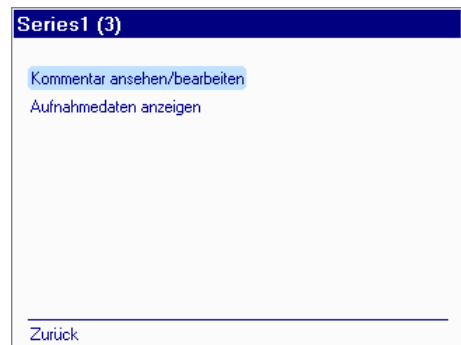 Series1 (3)
Kommentar ansehen/bearbeiten
Aufnahmedaten anzeigen
Zurück